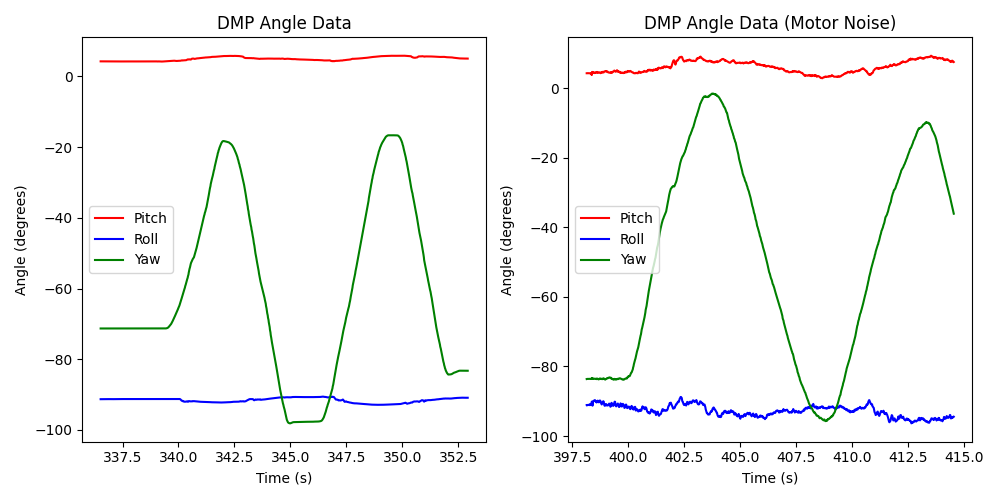 DMP Angle Data
0
−20
−40
−60
−80
−100
Angle (degrees)
Pitch
Roll
Yaw
337.5 340.0 342.5 345.0 347.5 350.0 352.5
Time (s)
DMP Angle Data (Motor Noise)
0
−20
−40
−60
−80
−100
Angle (degrees)
Pitch
Roll
Yaw
397.5 400.0 402.5 405.0 407.5 410.0 412.5 415.0
Time (s)